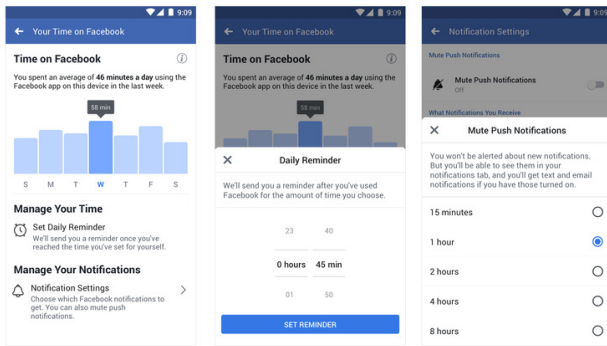 9:09
Your Time on Facebook
Time on Facebook
You spent an average of 46 minutes a day using the
Facebook app on this device in the last week.
58 min
S M T W T F S
Manage Your Time
Set Daily Reminder
We'll send you a reminder once you've
reached the time you've set for yourself.
Manage Your Notifications
Notification Settings
Choose which Facebook notifications to
get. You can also mute push
notifications.
9:09
Your Time on Facebook
Time on Facebook
You spent an average of 46 minutes a day using the
Facebook app on this device in the last week.
58 min
Daily Reminder
We'll send you a reminder after you've used
Facebook for the amount of time you choose.
23 40
0 hours 45 min
01 50
SET REMINDER
9:09
Notification Settings
Mute Push Notifications
Mute Push Notifications
Off
What Notifications You Receive
Mute Push Notifications
You won't be alerted about new notifications.
But you'll be able to see them in your
notifications tab, and you'll get text and email
notifications if you have those turned on.
15 minutes
1 hour
2 hours
4 hours
8 hours